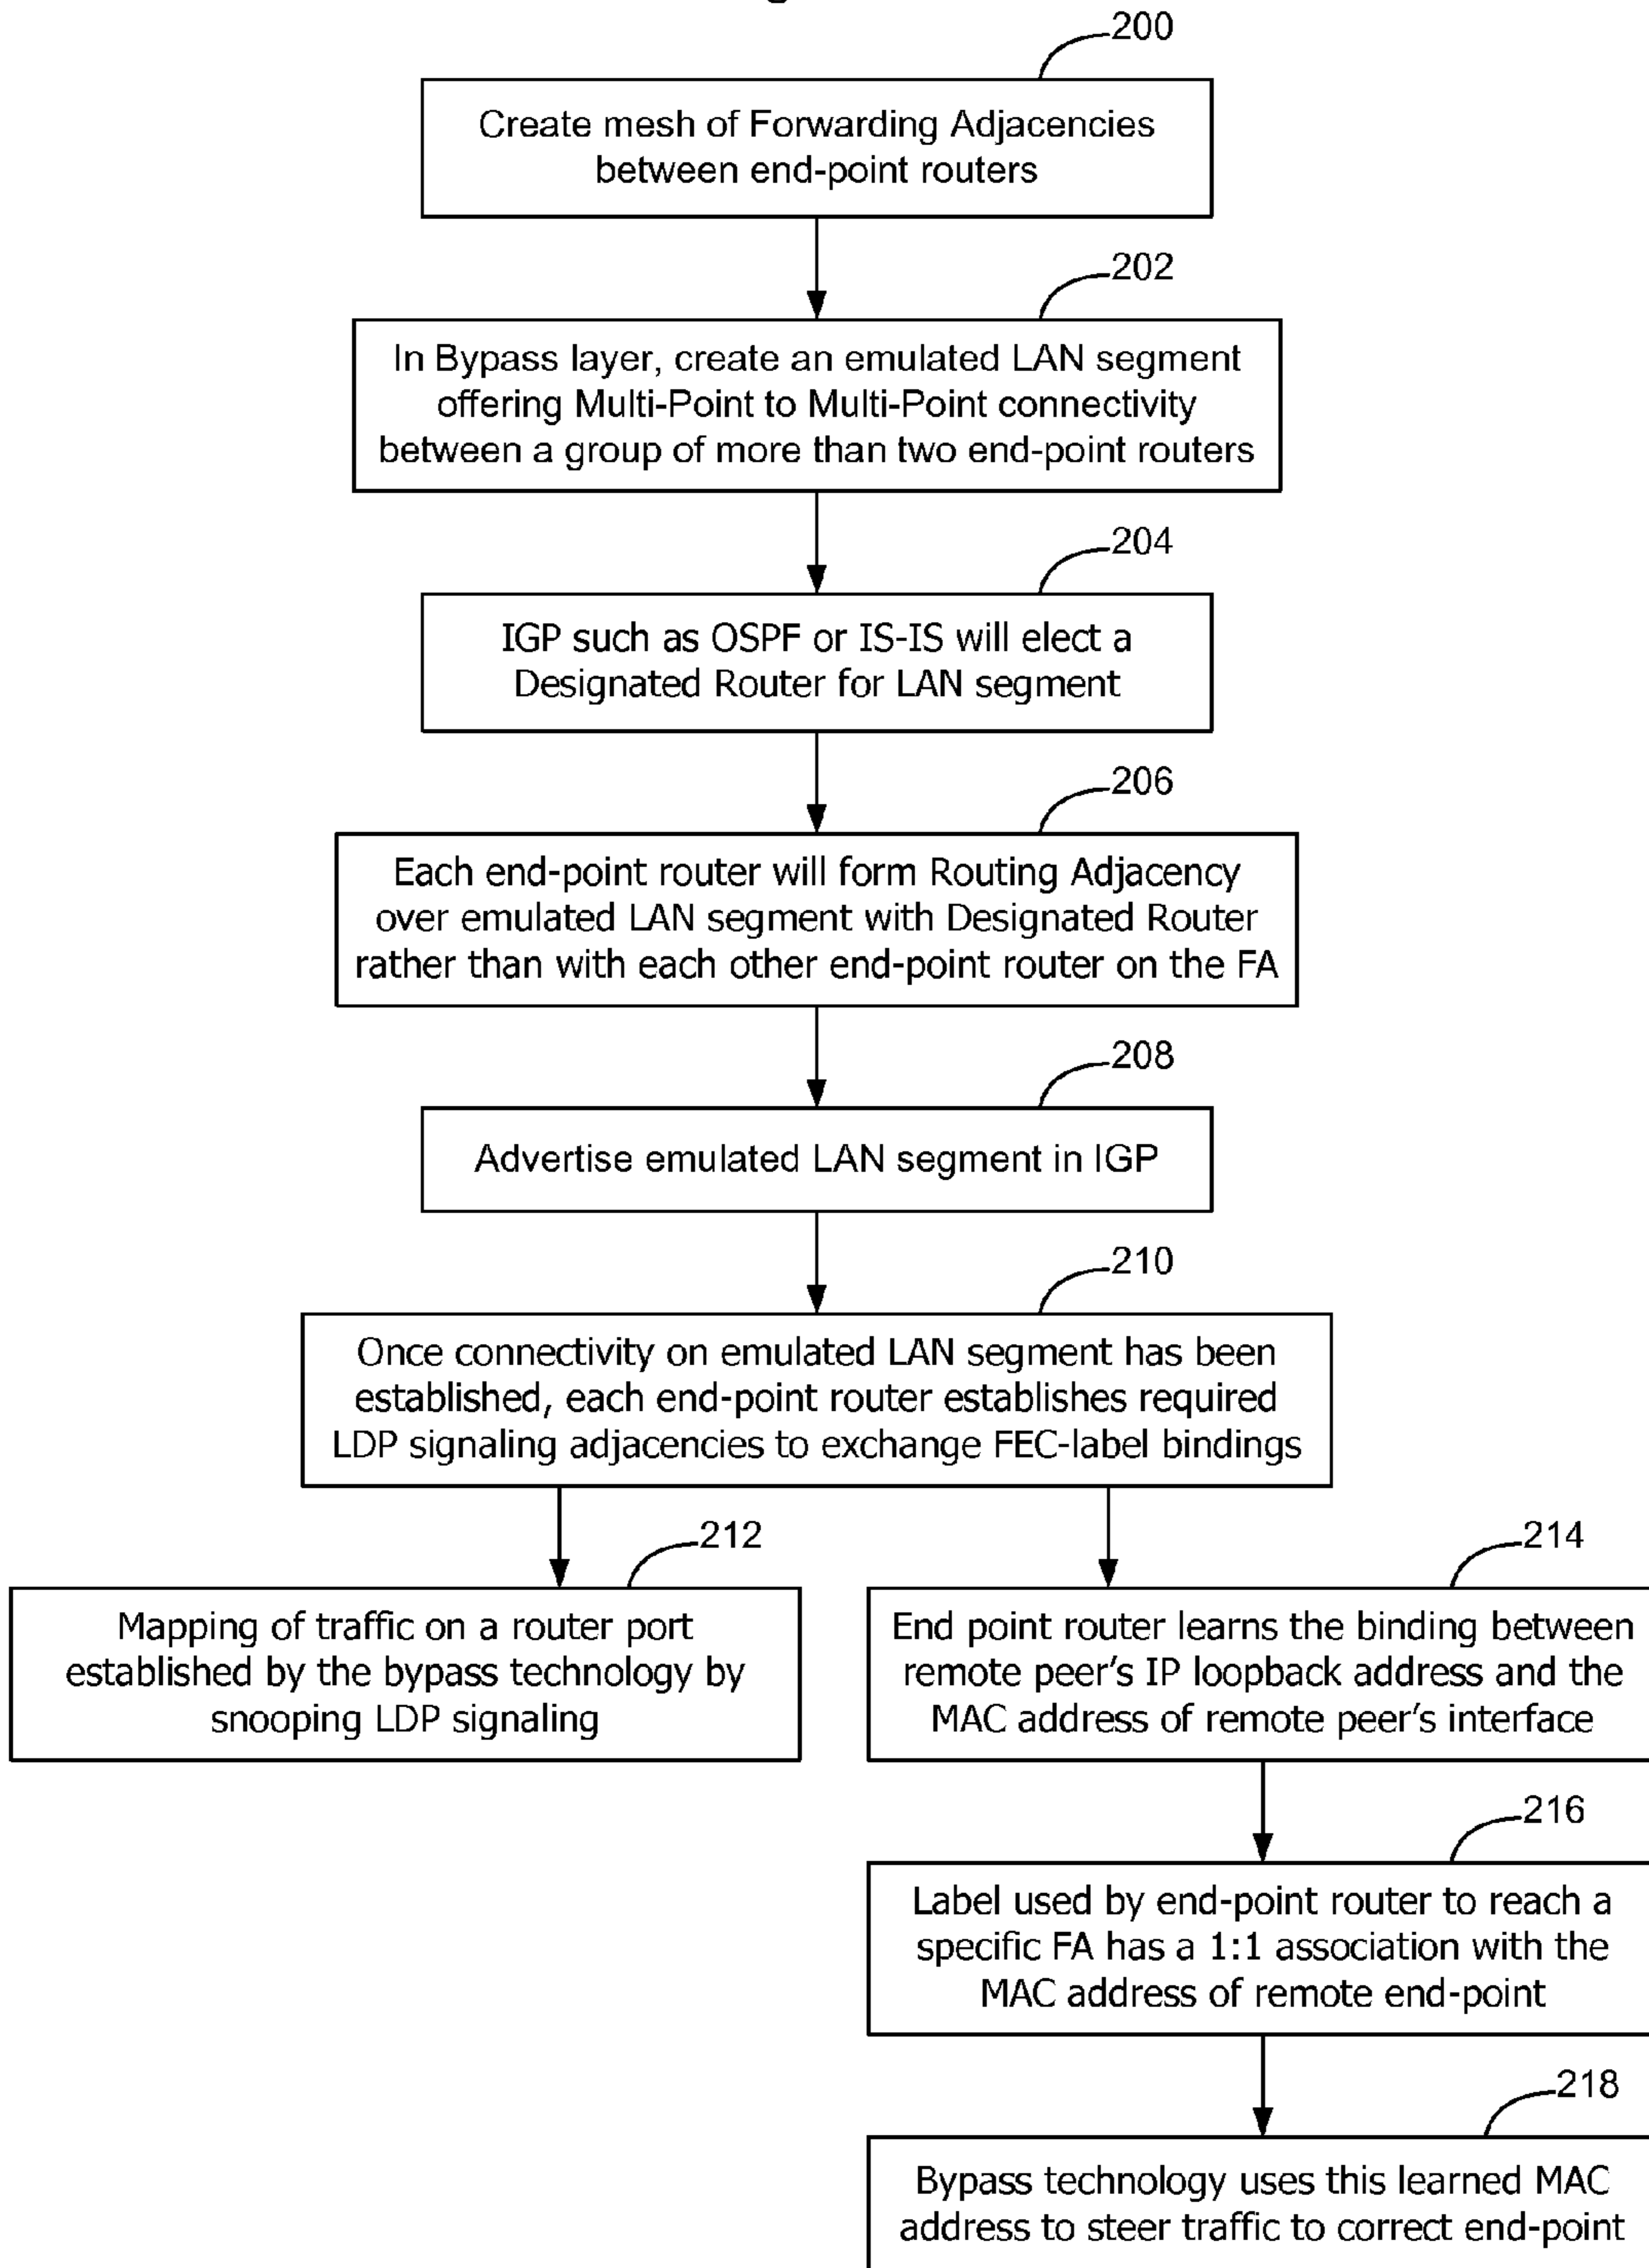 200
Create mesh of Forwarding Adjacencies
between end-point routers
202
In Bypass layer, create an emulated LAN segment
offering Multi-Point to Multi-Point connectivity
between a group of more than two end-point routers
204
IGP such as OSPF or IS-IS will elect a
Designated Router for LAN segment
206
Each end-point router will form Routing Adjacency
over emulated LAN segment with Designated Router
rather than with each other end-point router on the FA
208
Advertise emulated LAN segment in IGP
210
Once connectivity on emulated LAN segment has been
established, each end-point router establishes required
LDP signaling adjacencies to exchange FEC-label bindings
212
Mapping of traffic on a router port
established by the bypass technology by
snooping LDP signaling
214
End point router learns the binding between
remote peer's IP loopback address and the
MAC address of remote peer's interface
216
Label used by end-point router to reach a
specific FA has a 1:1 association with the
MAC address of remote end-point
218
Bypass technology uses this learned MAC
address to steer traffic to correct end-point